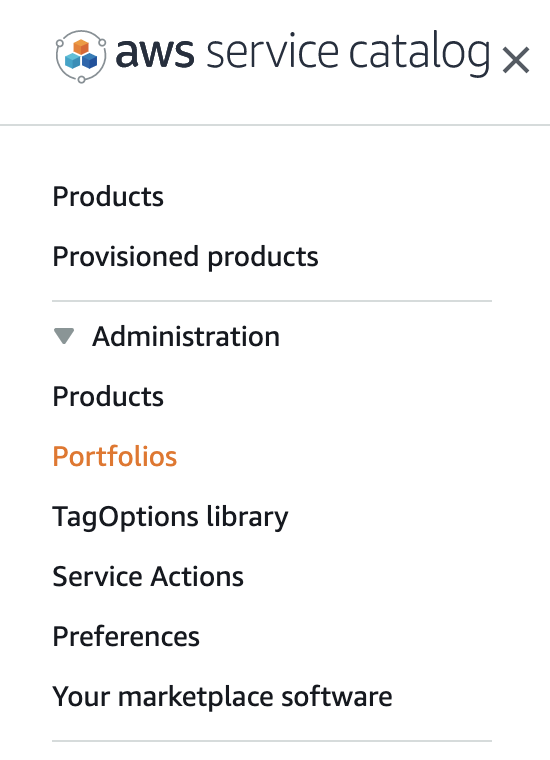 aws service catalog
Products
Provisioned products
Administration
Products
Portfolios
TagOptions library
Service Actions
Preferences
Your marketplace software